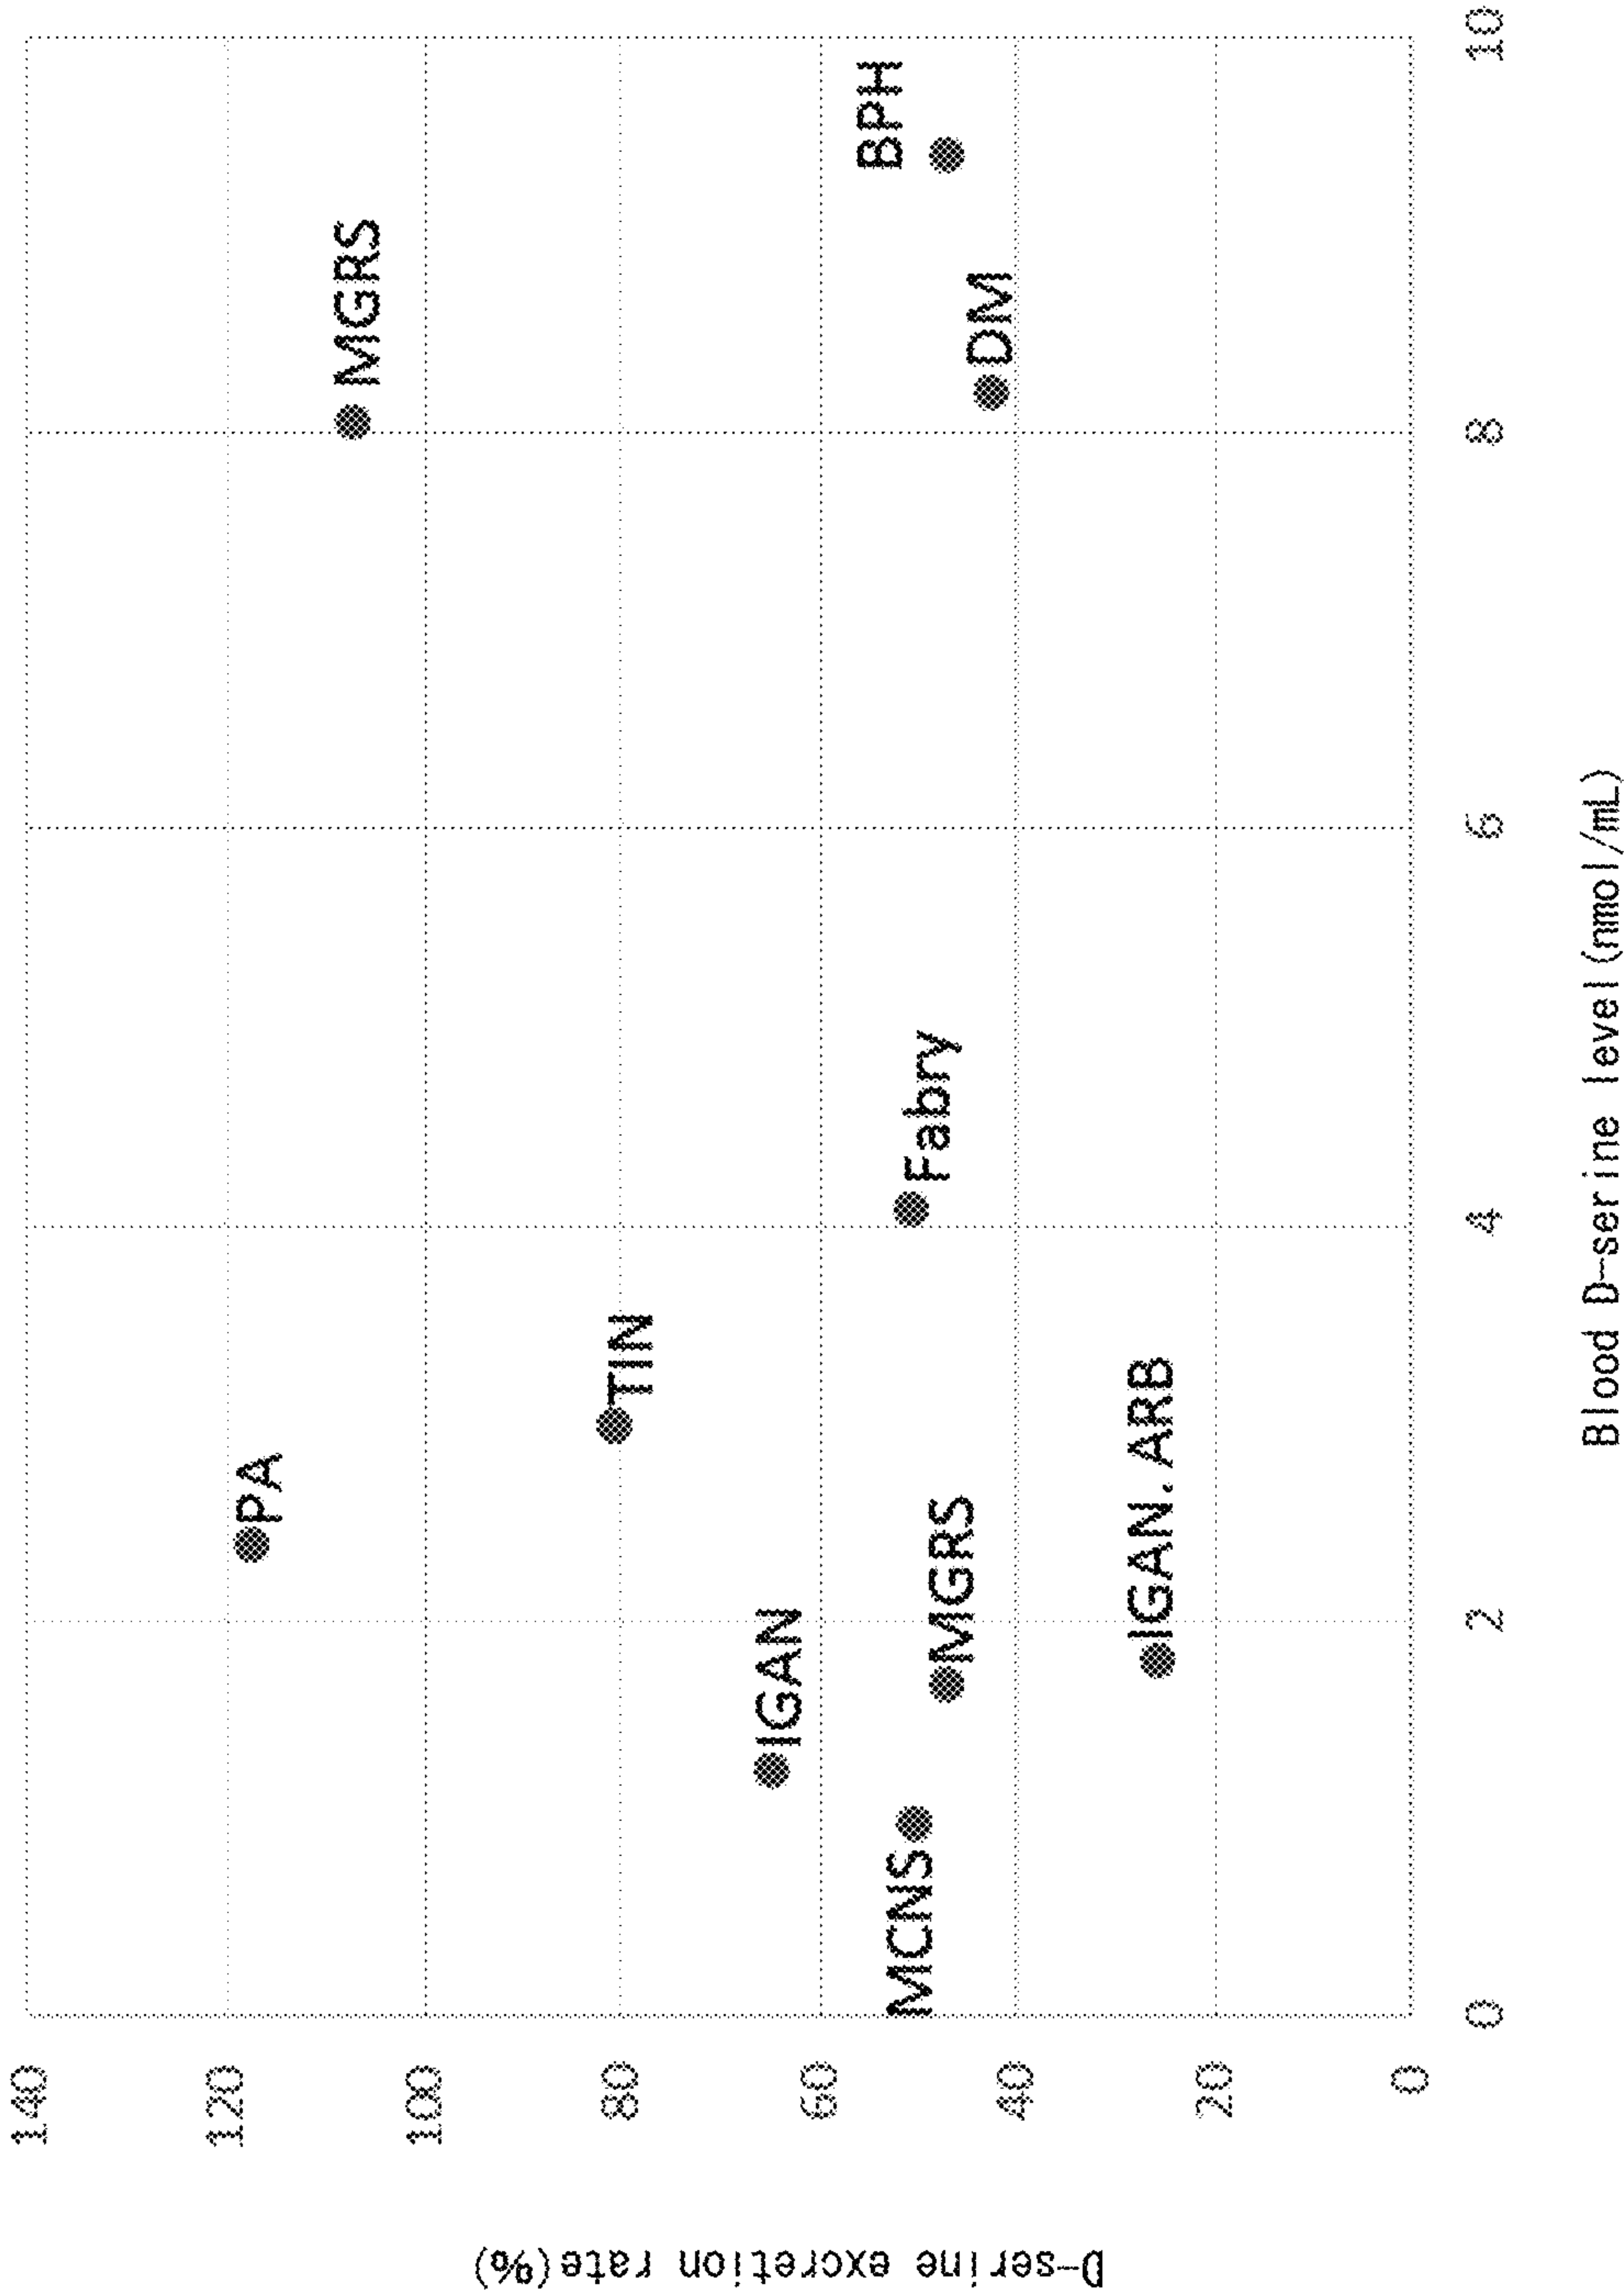 D-serine excretion rate(%)
140
120
100
80
60
40
20
0
PA
MGRS
TIN
IGAN
MCNS
Fabry
MGRS
BPH
DM
IGAN. ARB
0
2
4
6
8
10
Blood D-serine level(nmol/mL)